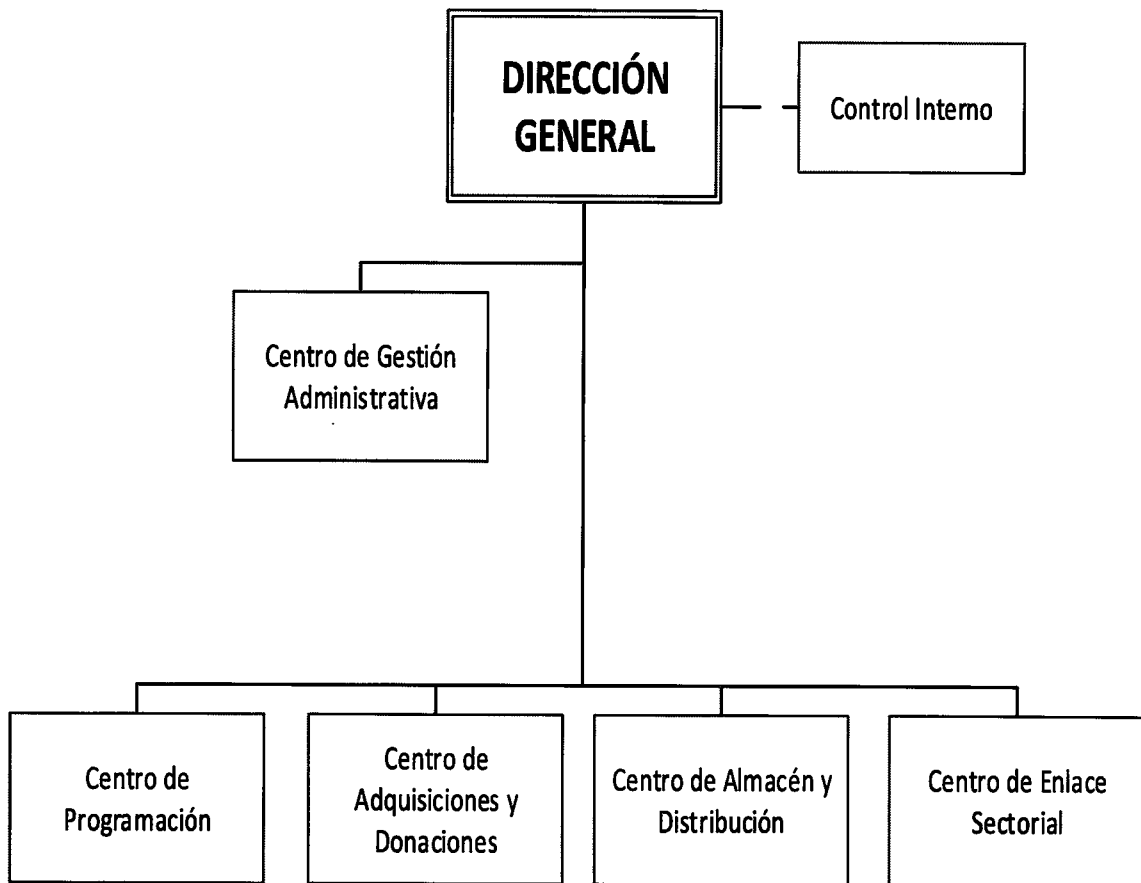 DIRECCIÓN
GENERAL
Control Interno
Centro de Gestión
Administrativa
Centro de
Programación
Centro de
Adquisiciones y
Donaciones
Centro de Almacén y
Distribución
Centro de Enlace
Sectorial